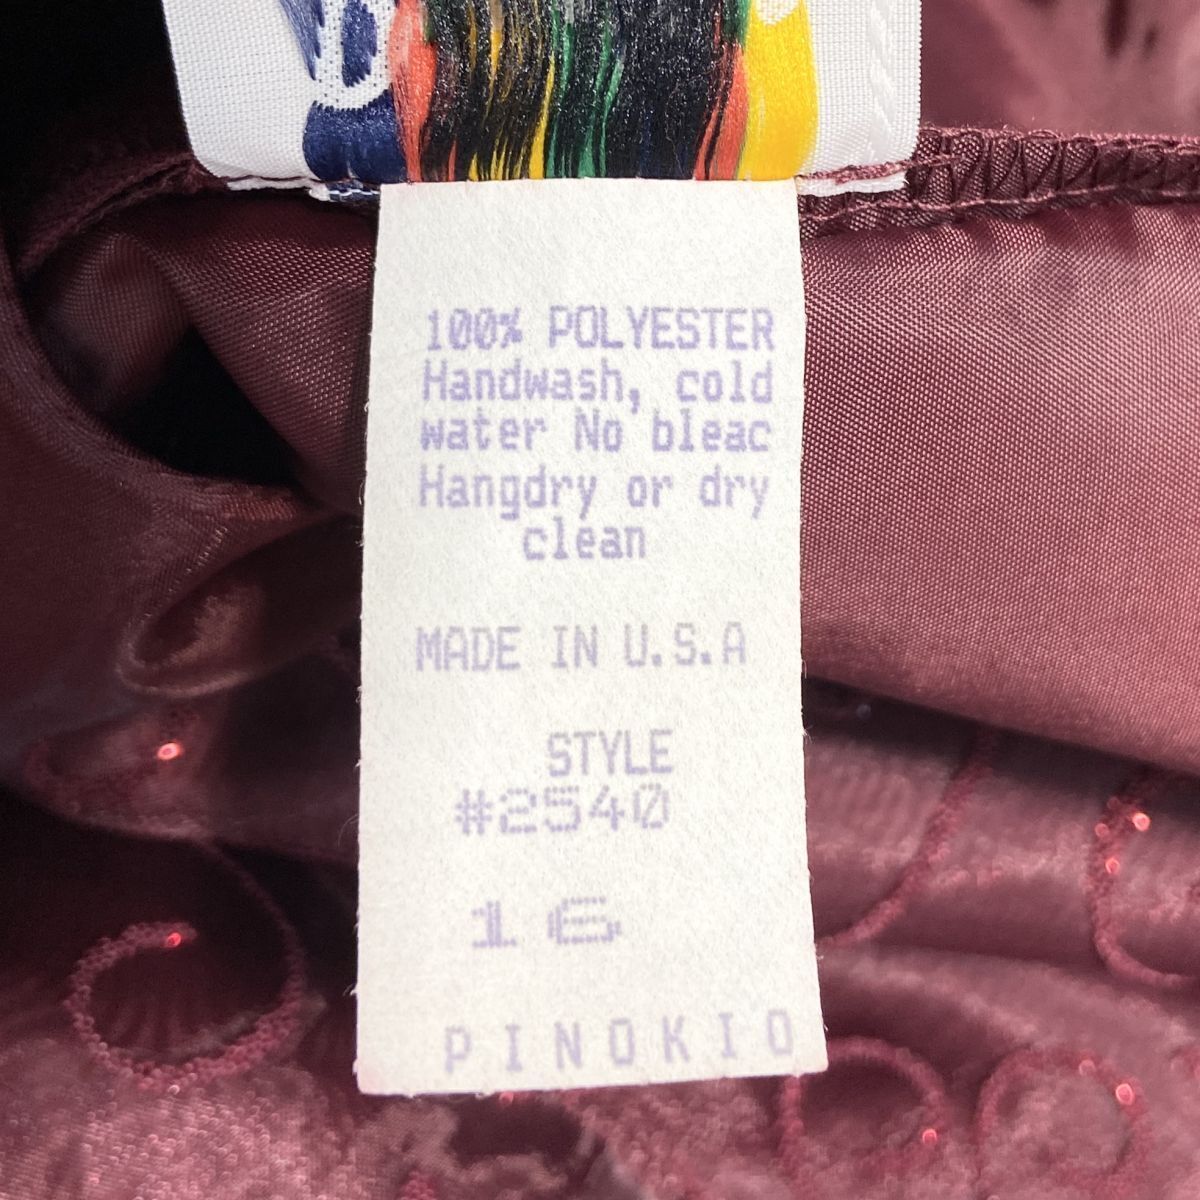 100% POLYESTER
Handwash, cold
water No bleac
Hangdry or dry
clean
MADE IN U.S.A
STYLE
#2540
16
PINOKIO